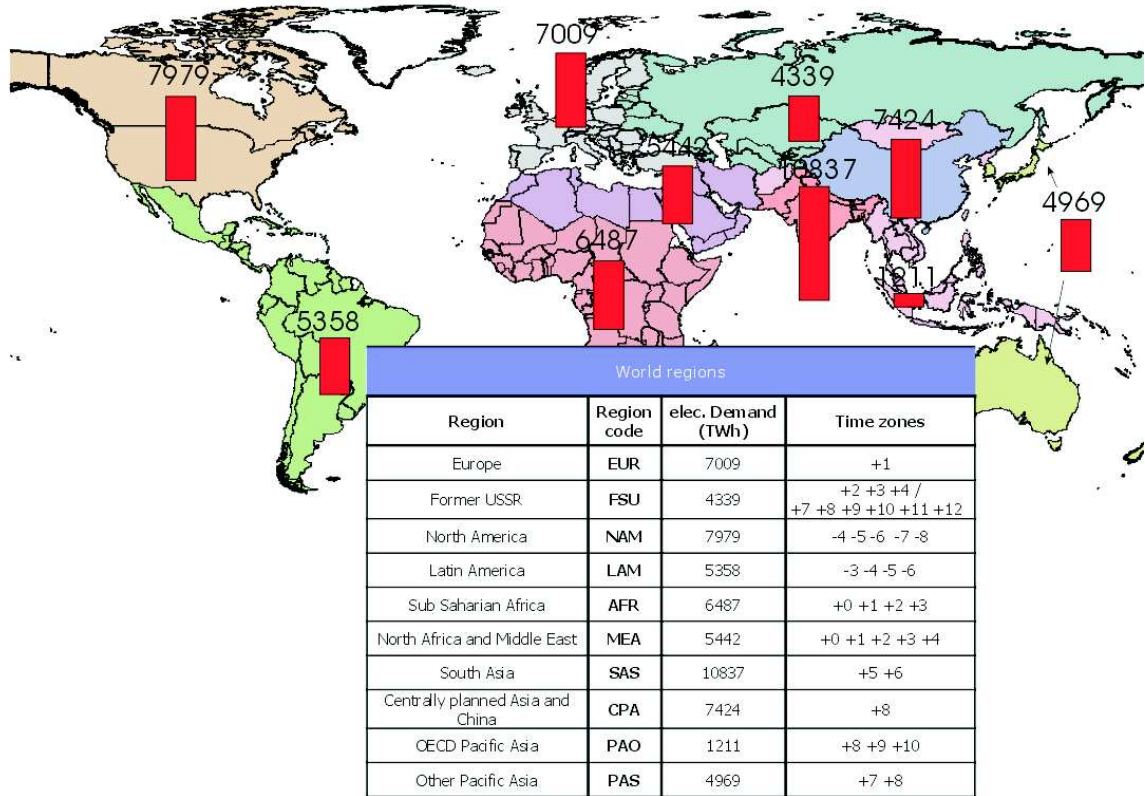 7009
7979
4339
7424
5442
10837
4969
6487
1211
5358
World regions
Region Region code elec. Demand (TWh) Time zones
Europe EUR 7009 +1
Former USSR FSU 4339 +2 +3 +4 / +7 +8 +9 +10 +11 +12
North America NAM 7979 -4 -5 -6 -7 -8
Latin America LAM 5358 -3 -4 -5 -6
Sub Saharian Africa AFR 6487 +0 +1 +2 +3
North Africa and Middle East MEA 5442 +0 +1 +2 +3 +4
South Asia SAS 10837 +5 +6
Centrally planned Asia and China CPA 7424 +8
OECD Pacific Asia PAO 1211 +8 +9 +10
Other Pacific Asia PAS 4969 +7 +8